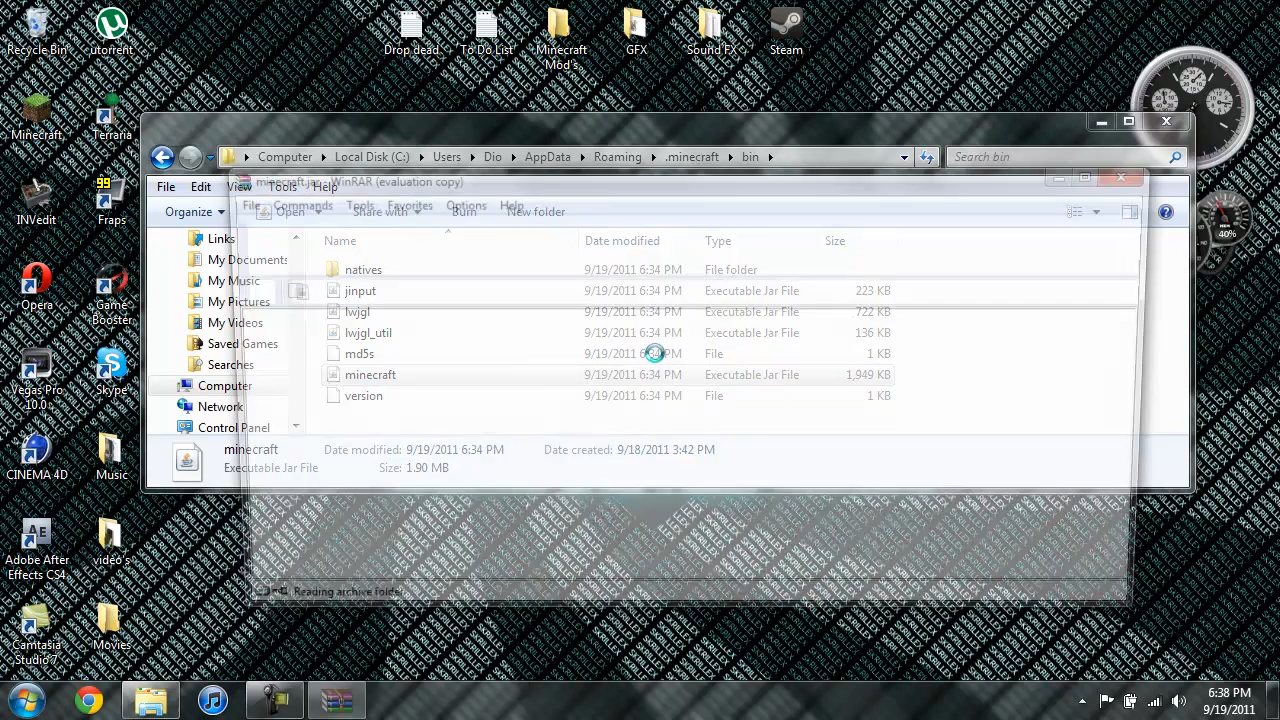 Recycle Bin
utorrent
Drop dead
To Do List
Minecraft
Mod's
GFX
Sound FX
Steam
Minecraft
Terraria
INVedit
99
Fraps
Opera
Game
Booster
Vegas Pro
10.0
Skype
CINEMA 4D
Music
AE
Adobe After
Effects CS4
video's
Camtasia
Studio 7
Movies
Computer
Local Disk (C:)
Users
Dio
AppData
Roaming
.minecraft
bin
Search bin
minecraft.jar - WinRAR (evaluation copy)
File
Edit
View
Tools
Help
File
Commands
Tools
Favorites
Options
Help
Organize
Open
Share with
Burn
New folder
Name
Date modified
Type
Size
Links
My Documents
My Music
My Pictures
My Videos
Saved Games
Searches
Computer
Network
Control Panel
natives
9/19/2011 6:34 PM
File folder
jinput
9/19/2011 6:34 PM
Executable Jar File
223 KB
lwjgl
9/19/2011 6:34 PM
Executable Jar File
722 KB
lwjgl_util
9/19/2011 6:34 PM
Executable Jar File
136 KB
md5s
9/19/2011 6:34 PM
File
1 KB
minecraft
9/19/2011 6:34 PM
Executable Jar File
1,949 KB
version
9/19/2011 6:34 PM
File
1 KB
minecraft
Date modified: 9/19/2011 6:34 PM
Date created: 9/18/2011 3:42 PM
Executable Jar File
Size: 1.90 MB
Reading archive folder
SKRILLEX
40%
6:38 PM
9/19/2011